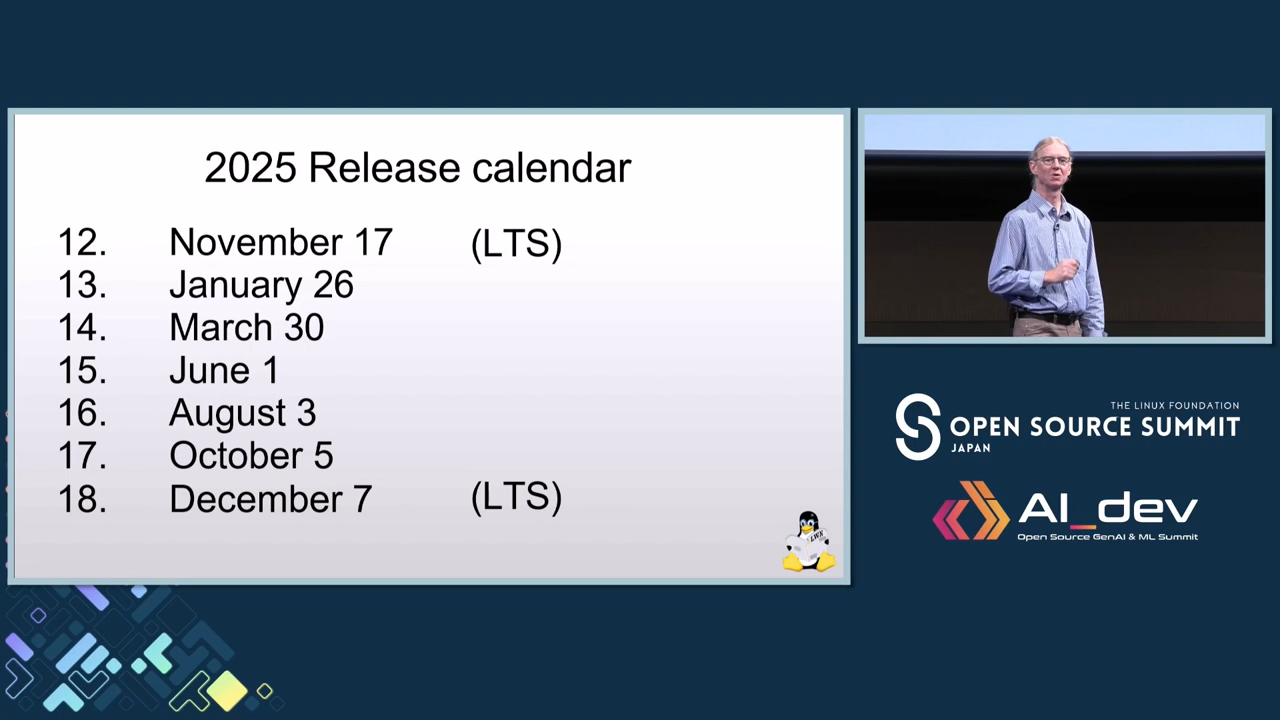 2025 Release calendar
12. November 17 (LTS)
13. January 26
14. March 30
15. June 1
16. August 3
17. October 5
18. December 7 (LTS)
LWN
THE LINUX FOUNDATION
OPEN SOURCE SUMMIT
JAPAN
AI_dev
Open Source GenAI & ML Summit